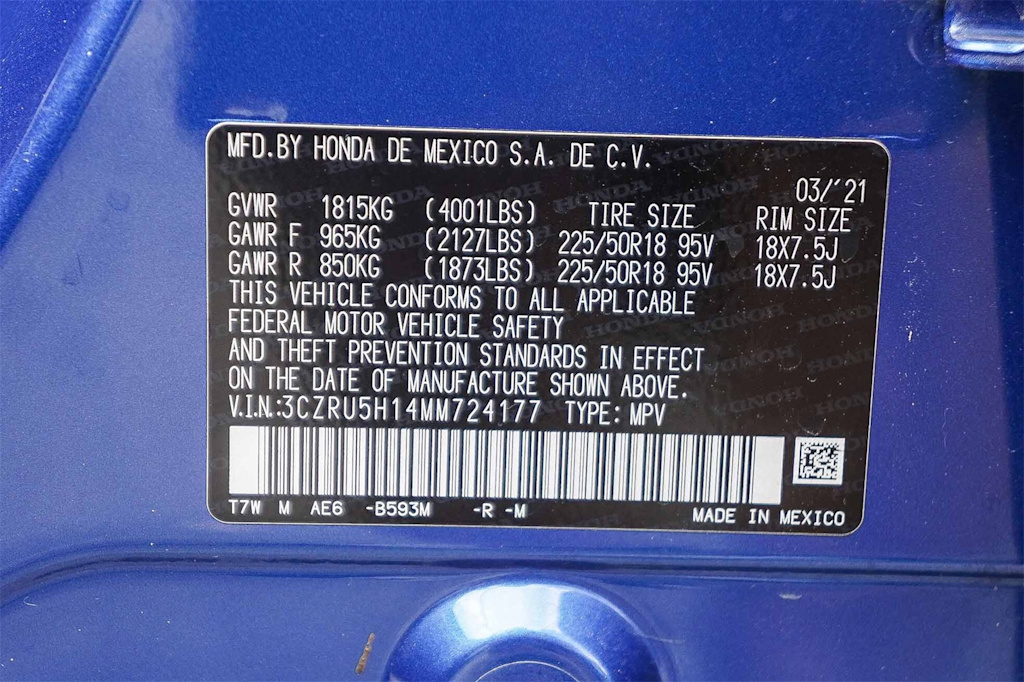 MFD.BY HONDA DE MEXICO S.A. DE C.V.
03/'21
GVWR 1815KG (4001LBS) TIRE SIZE RIM SIZE
GAWR F 965KG (2127LBS) 225/50R18 95V 18X7.5J
GAWR R 850KG (1873LBS) 225/50R18 95V 18X7.5J
THIS VEHICLE CONFORMS TO ALL APPLICABLE
FEDERAL MOTOR VEHICLE SAFETY
AND THEFT PREVENTION STANDARDS IN EFFECT
ON THE DATE OF MANUFACTURE SHOWN ABOVE.
V.I.N.:3CZRU5H14MM724177 TYPE: MPV
T7W M AE6 -B593M -R -M MADE IN MEXICO